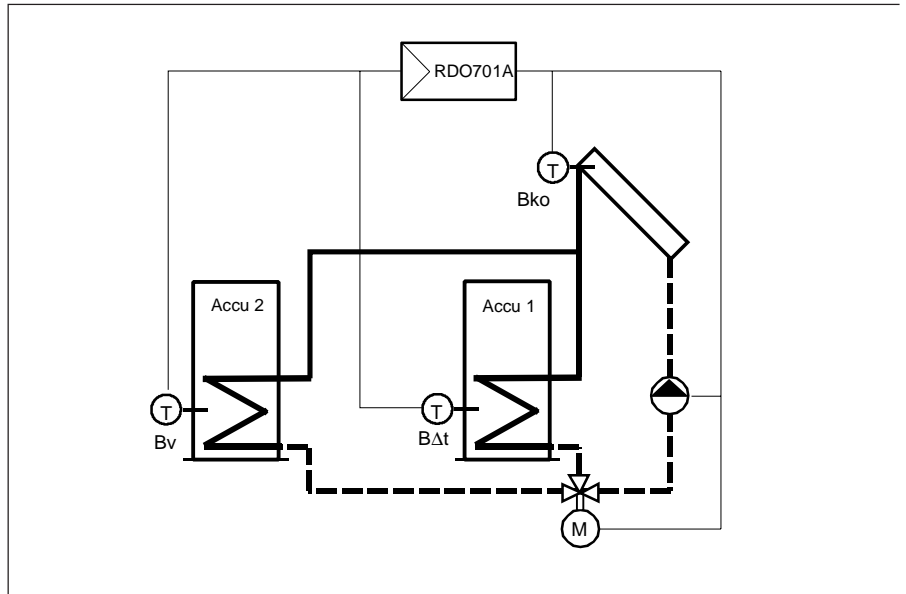 RDO701A
T
Bko
Accu 2
Accu 1
T
Bv
T
BΔt
M